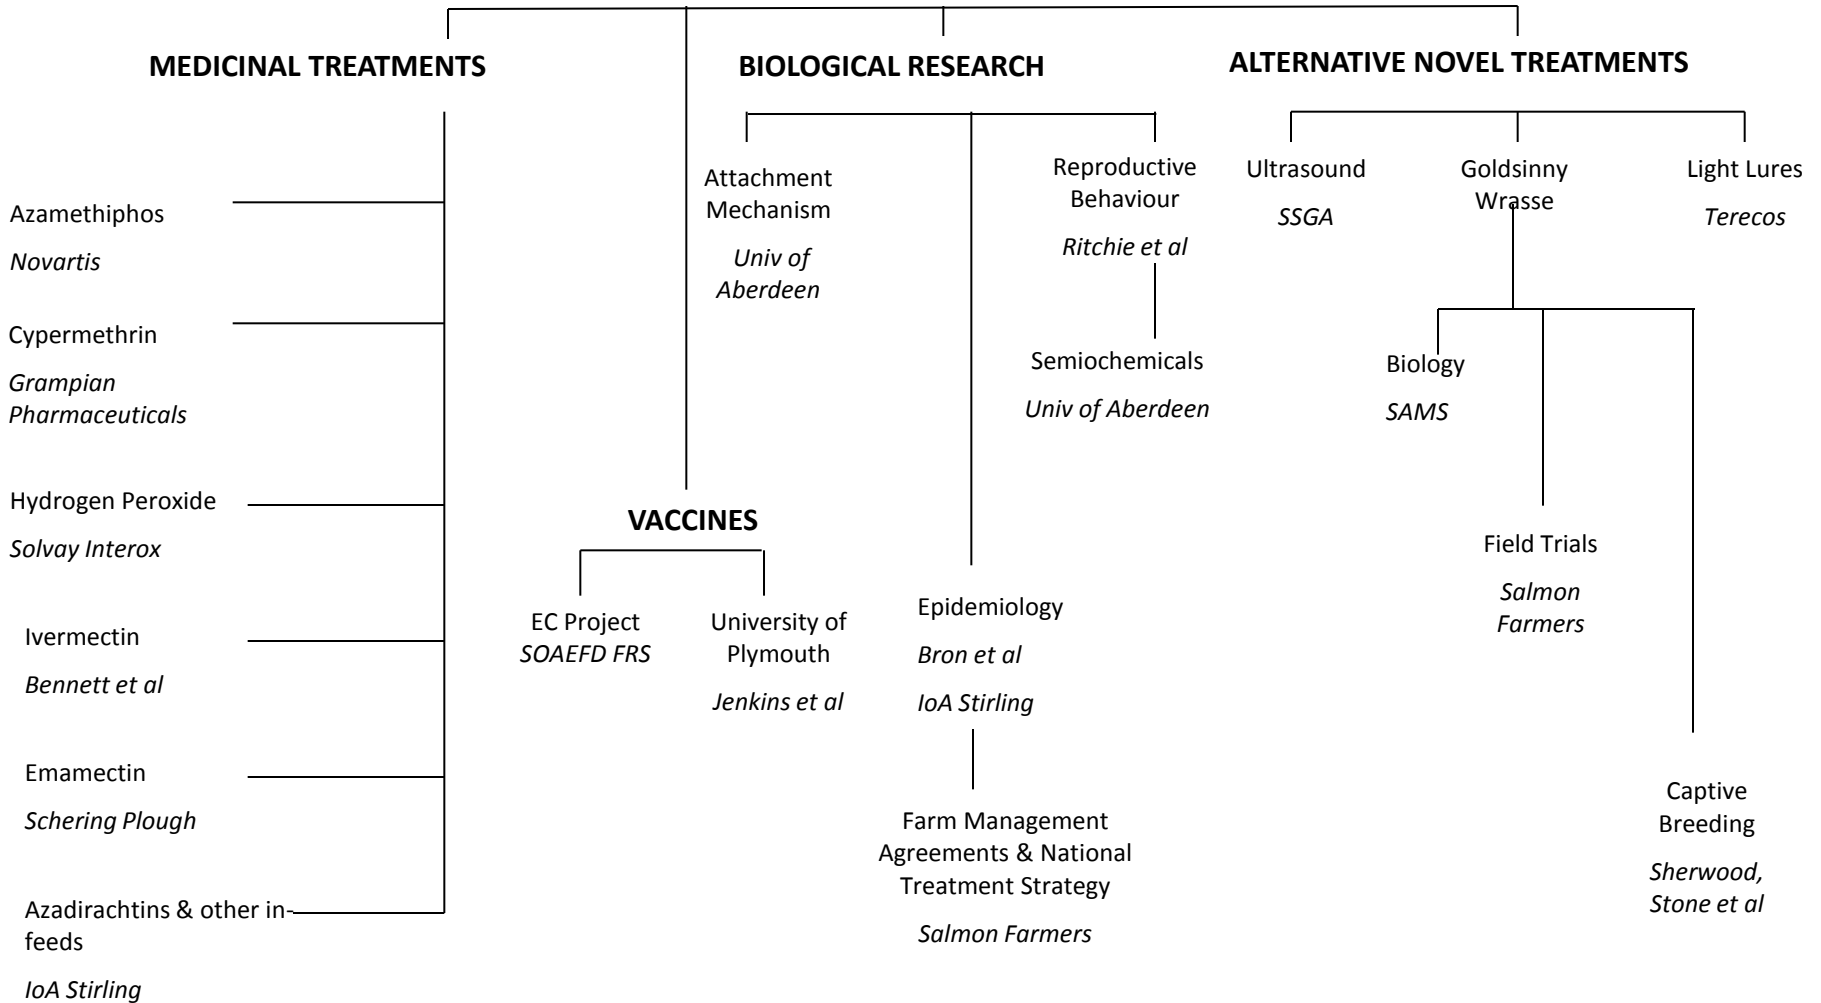 MEDICINAL TREATMENTS
Azamethiphos
Novartis
Cypermethrin
Grampian
Pharmaceuticals
Hydrogen Peroxide
Solvay Interox
Ivermectin
Bennett et al
Emamectin
Schering Plough
Azadirachtins & other in-
feeds
IoA Stirling
VACCINES
EC Project
SOAEFD FRS
University of
Plymouth
Jenkins et al
BIOLOGICAL RESEARCH
Attachment
Mechanism
Univ of
Aberdeen
Epidemiology
Bron et al
IoA Stirling
Farm Management
Agreements & National
Treatment Strategy
Salmon Farmers
Reproductive
Behaviour
Ritchie et al
Semiochemicals
Univ of Aberdeen
ALTERNATIVE NOVEL TREATMENTS
Ultrasound
SSGA
Goldsinny
Wrasse
Biology
SAMS
Field Trials
Salmon
Farmers
Captive
Breeding
Sherwood,
Stone et al
Light Lures
Terecos